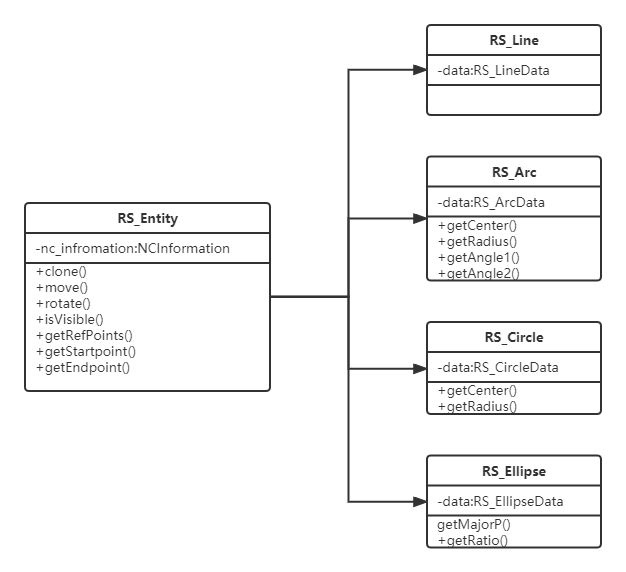 RS_Entity
-nc_infromation:NCInformation
+clone()
+move()
+rotate()
+isVisible()
+getRefPoints()
+getStartpoint()
+getEndpoint()
RS_Line
-data:RS_LineData
RS_Arc
-data:RS_ArcData
+getCenter()
+getRadius()
+getAngle1()
+getAngle2()
RS_Circle
-data:RS_CircleData
+getCenter()
+getRadius()
RS_Ellipse
-data:RS_EllipseData
getMajorP()
+getRatio()